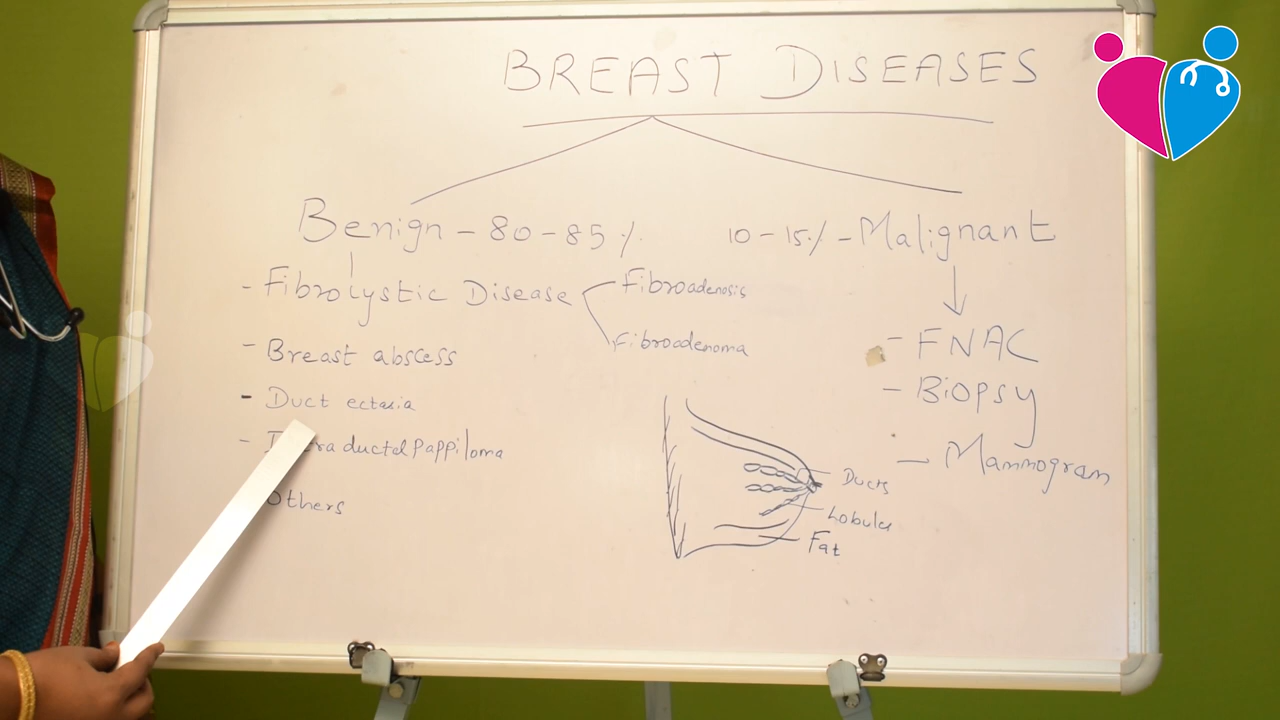 BREAST DISEASES
Benign - 80-85%
10-15% - Malignant
- Fibrocystic Disease
Fibroadenosis
Fibroadenoma
- Breast abscess
- Duct ectasia
- Intraductal pappiloma
Others
- FNAC
- Biopsy
- Mammogram
Ducts
Lobules
Fat